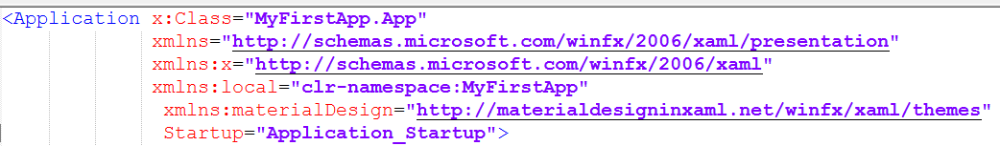 <Application x:Class="MyFirstApp.App"
xmlns="http://schemas.microsoft.com/winfx/2006/xaml/presentation"
xmlns:x="http://schemas.microsoft.com/winfx/2006/xaml"
xmlns:local="clr-namespace:MyFirstApp"
xmlns:materialDesign="http://materialdesigninxaml.net/winfx/xaml/themes"
Startup="Application_Startup">